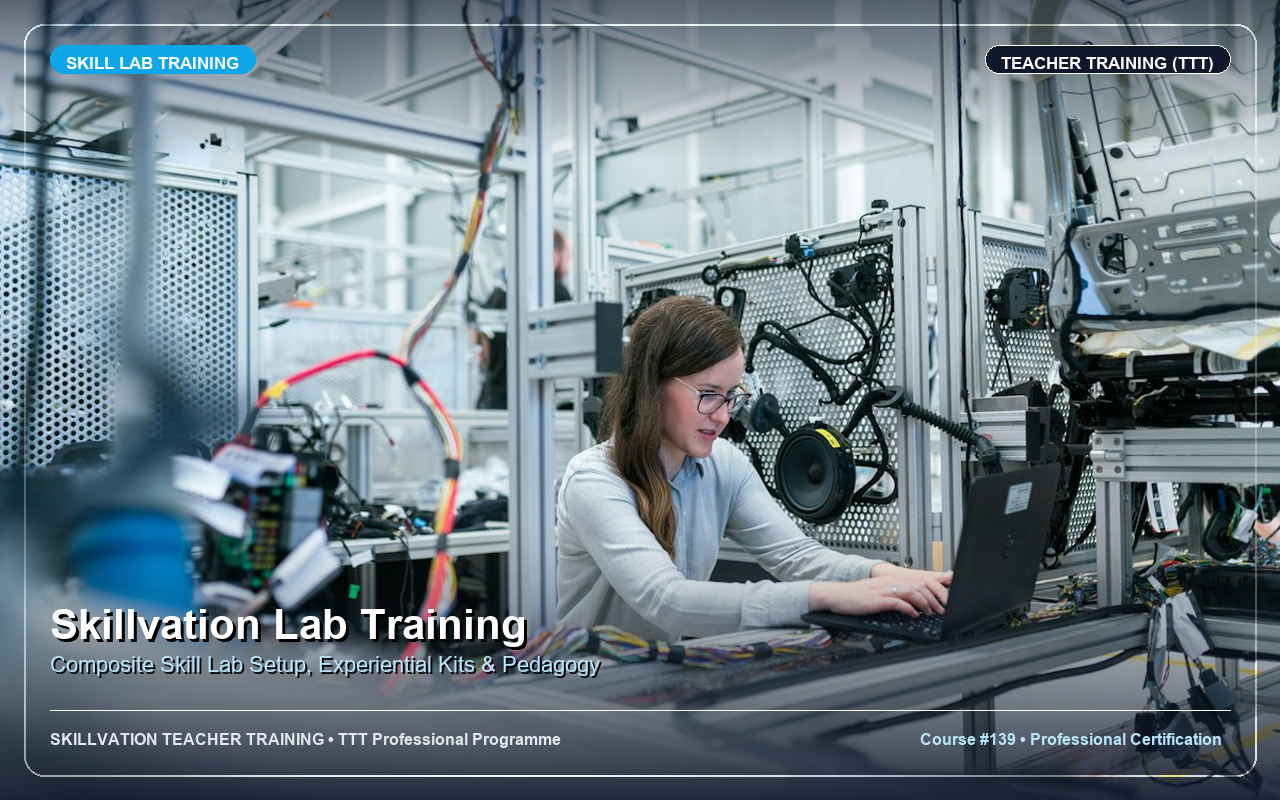 SKILL LAB TRAINING
TEACHER TRAINING (TTT)
Skillvation Lab Training
Composite Skill Lab Setup, Experiential Kits & Pedagogy
SKILLVATION TEACHER TRAINING • TTT Professional Programme
Course #139 • Professional Certification